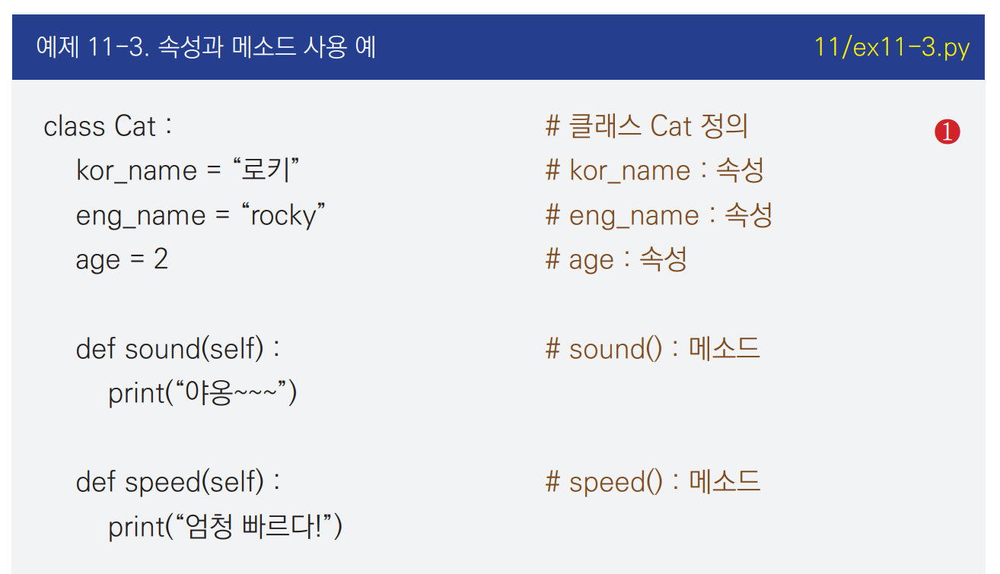 예제 11-3. 속성과 메소드 사용 예 11/ex11-3.py
class Cat : # 클래스 Cat 정의 ❶
kor_name = “로키” # kor_name : 속성
eng_name = “rocky” # eng_name : 속성
age = 2 # age : 속성
def sound(self) : # sound() : 메소드
print(“야옹~~~”)
def speed(self) : # speed() : 메소드
print(“엄청 빠르다!”)